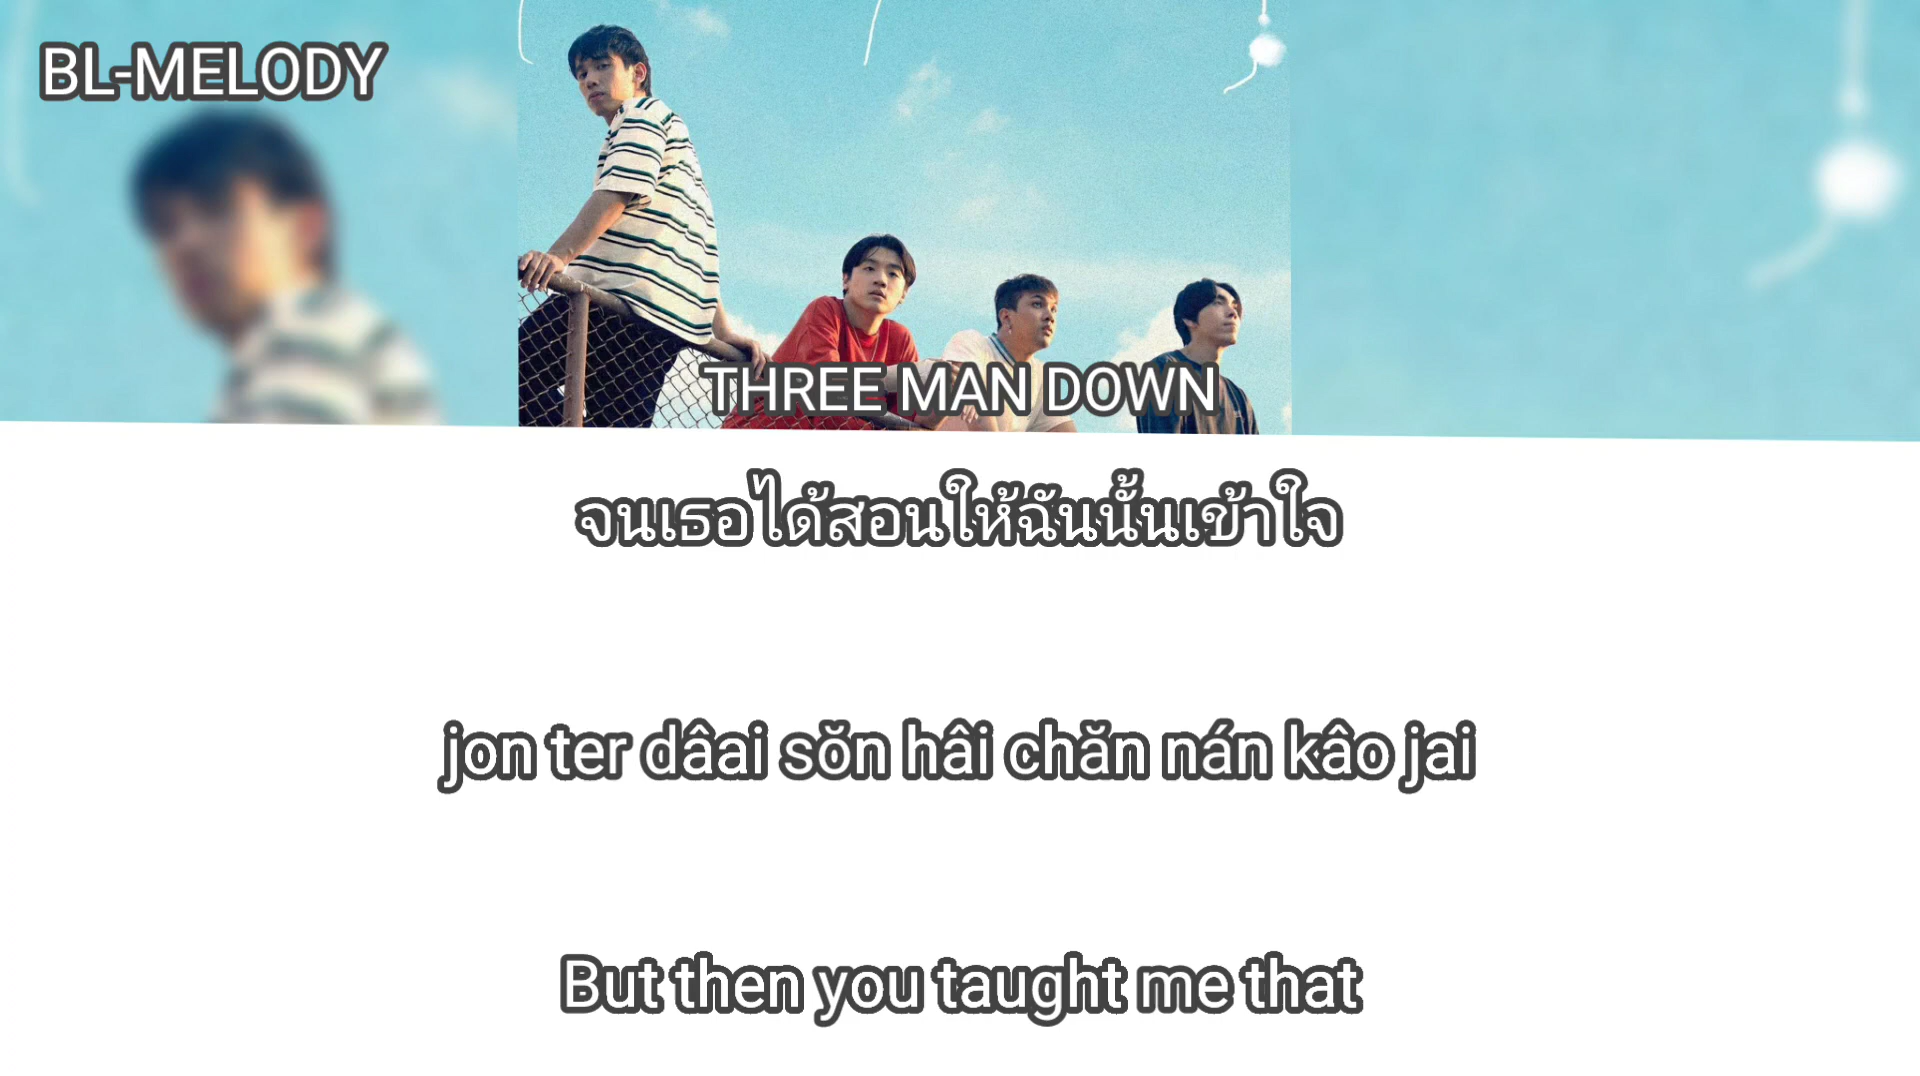 BL-MELODY
THREE MAN DOWN
จนเธอได้สอนให้ฉันนั้นเข้าใจ
jon ter dâai sŏn hâi chăn nán kâo jai
But then you taught me that